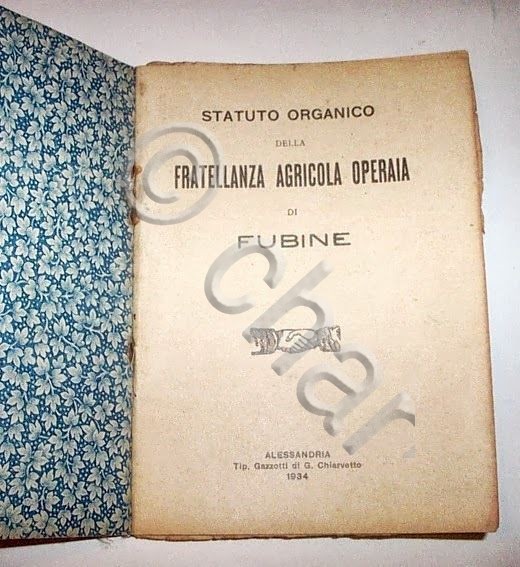 STATUTO ORGANICO
DELLA
FRATELLANZA AGRICOLA OPERAIA
DI
FUBINE
ALESSANDRIA
Tip. Gazzotti di G. Chiarvetto
1934
© char